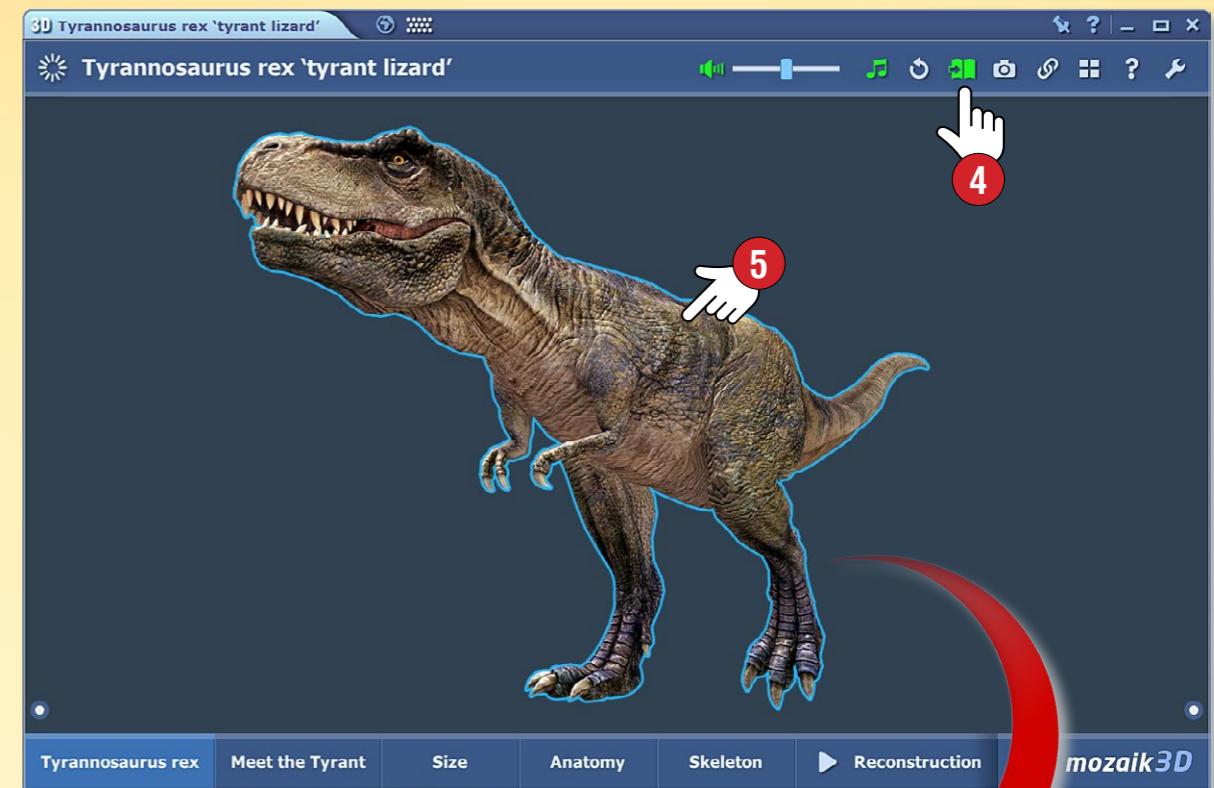 3D Tyrannosaurus rex ‘tyrant lizard’
?
Tyrannosaurus rex ‘tyrant lizard’
?
4
5
Tyrannosaurus rex Meet the Tyrant Size Anatomy Skeleton Reconstruction mozaik3D